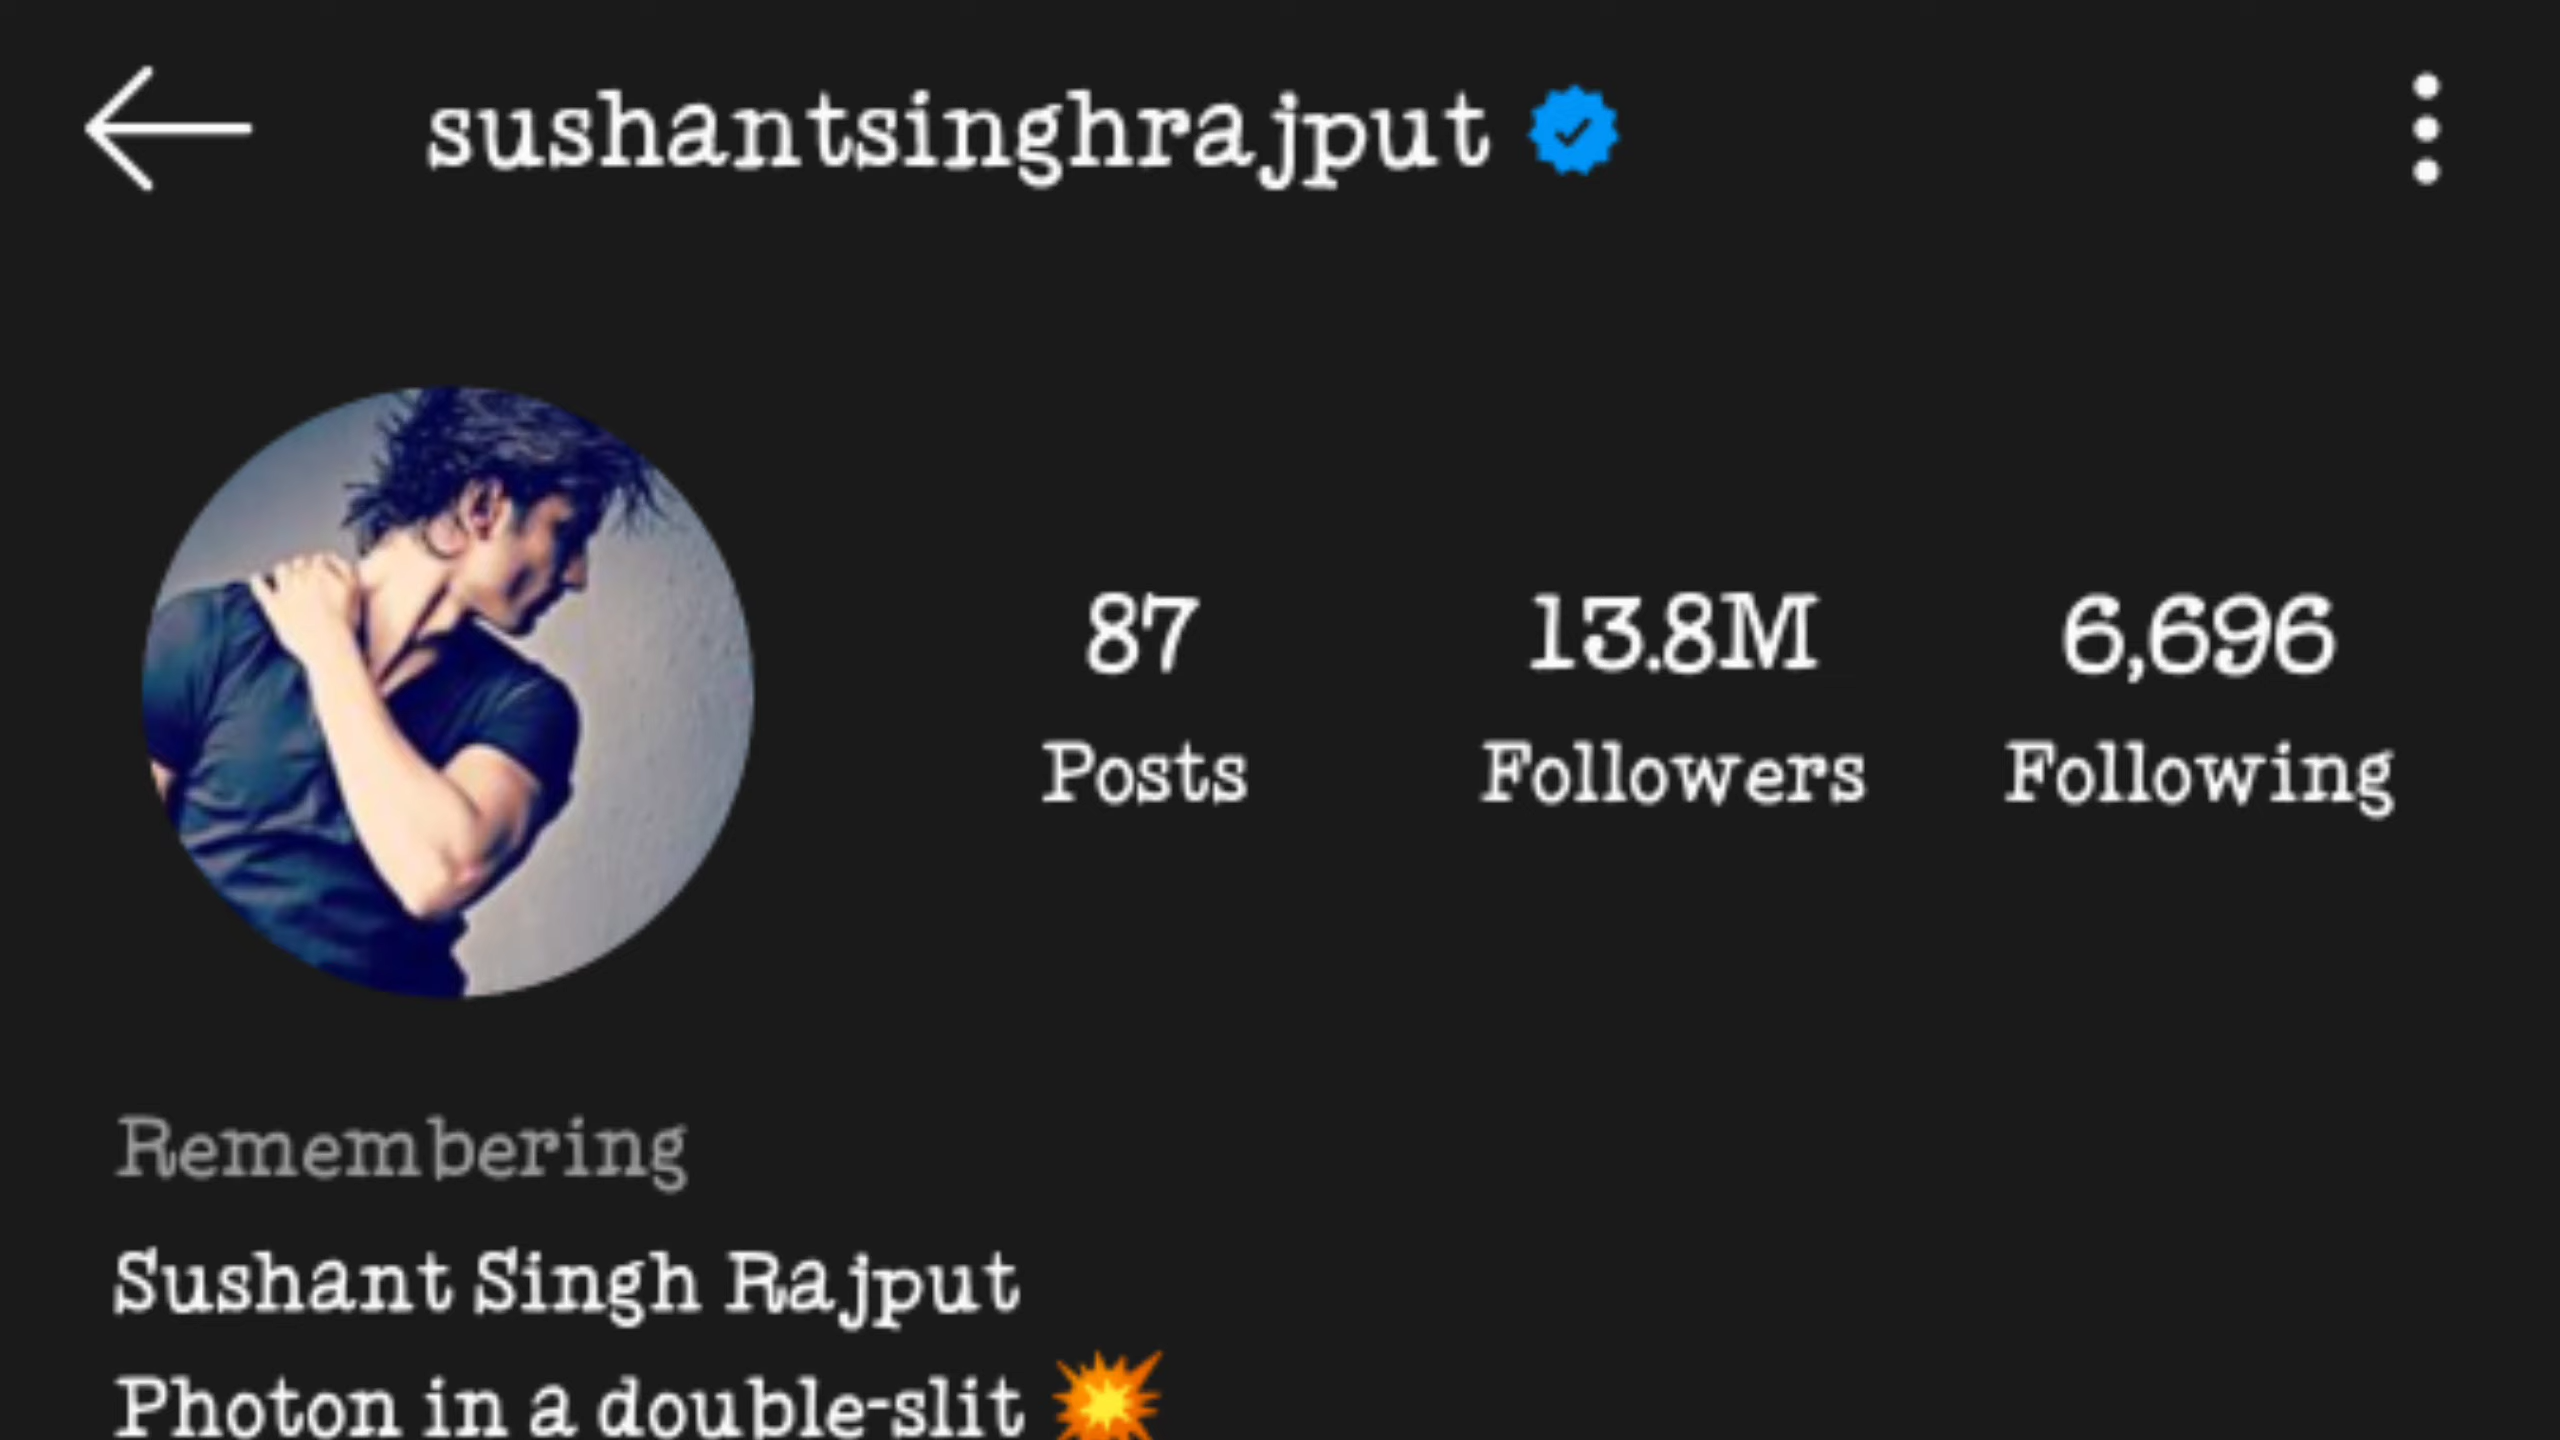 sushantsinghrajput
87 13.8M 6,696
Posts Followers Following
Remembering
Sushant Singh Rajput
Photon in a double-slit 💥